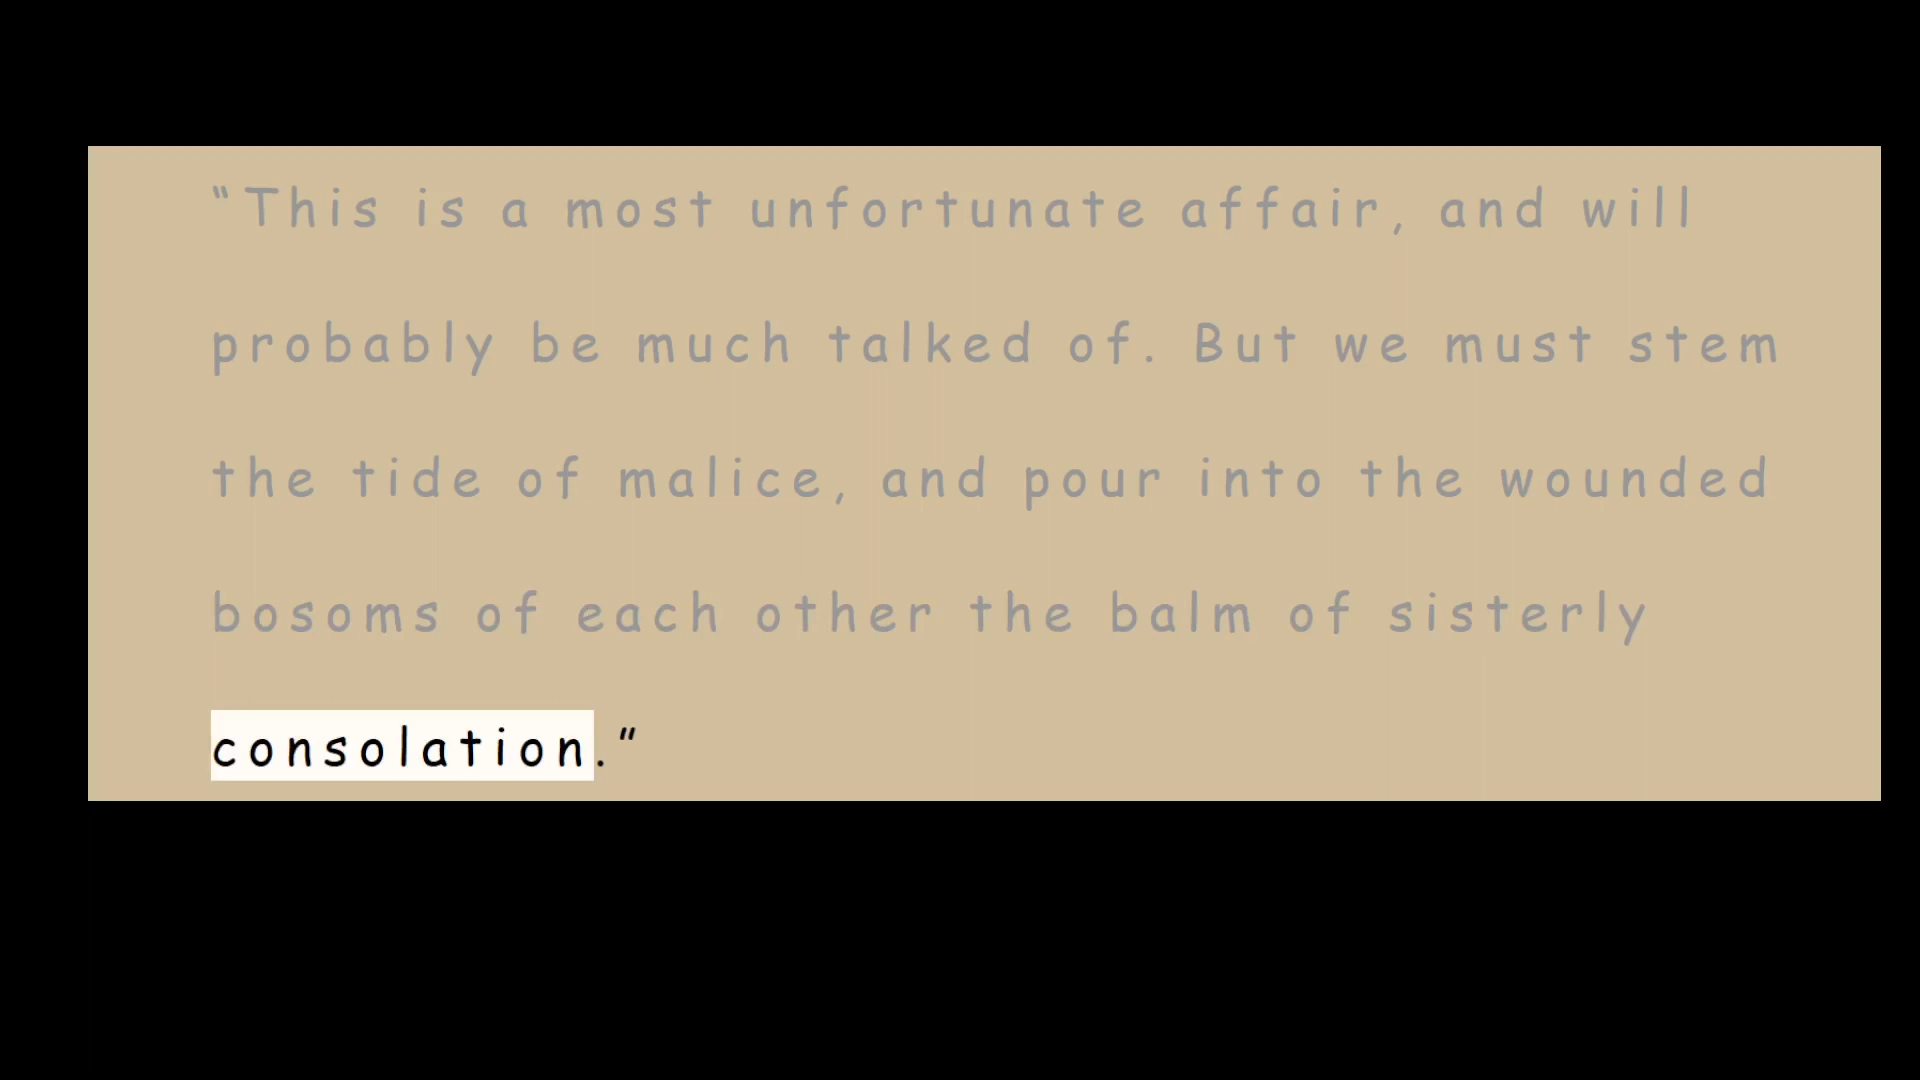 “This is a most unfortunate affair, and will
probably be much talked of. But we must stem
the tide of malice, and pour into the wounded
bosoms of each other the balm of sisterly
consolation.”